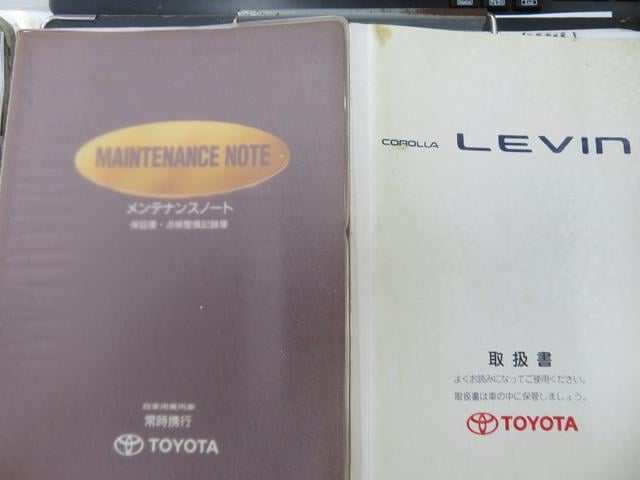 MAINTENANCE NOTE
メンテナンスノート
保証書・点検整備記録簿
自家用乗用車
常時携行
TOYOTA
COROLLA LEVIN
取扱書
よくお読みになってご使用ください。
取扱書は車の中に保管しましょう。
TOYOTA
Home
PgDn
End